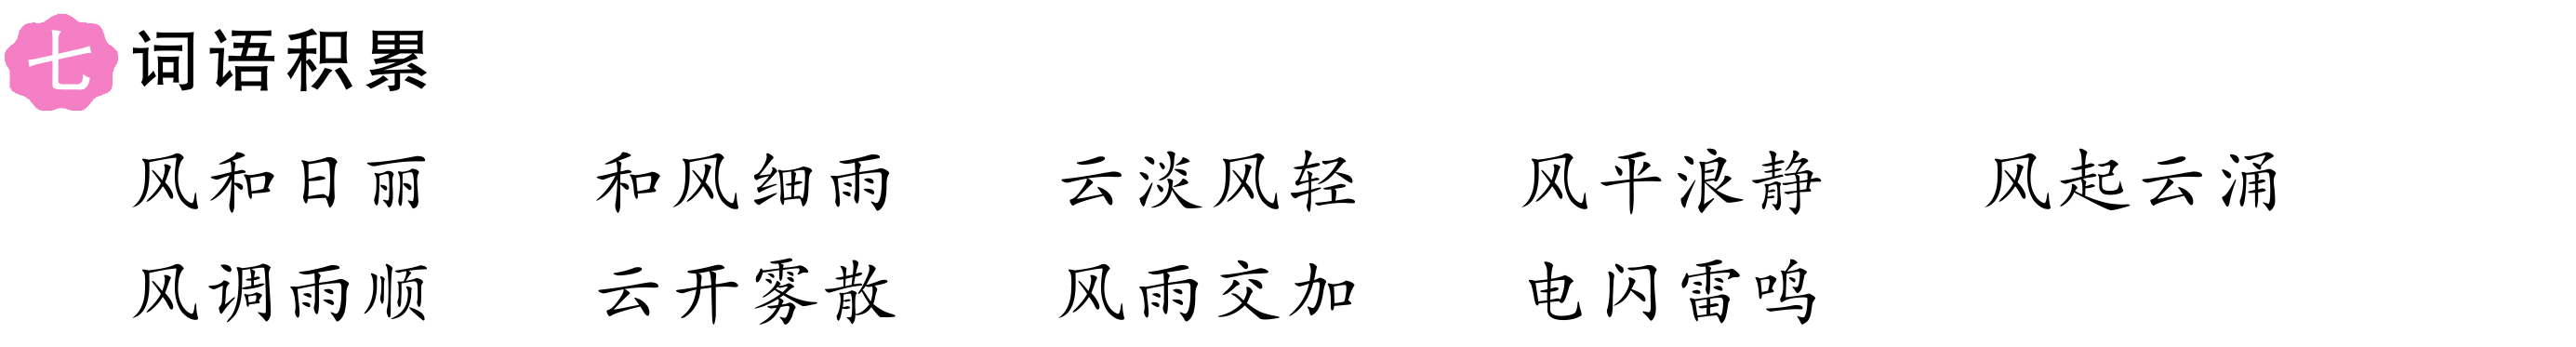 七 词语积累
风和日丽 和风细雨 云淡风轻 风平浪静 风起云涌
风调雨顺 云开雾散 风雨交加 电闪雷鸣